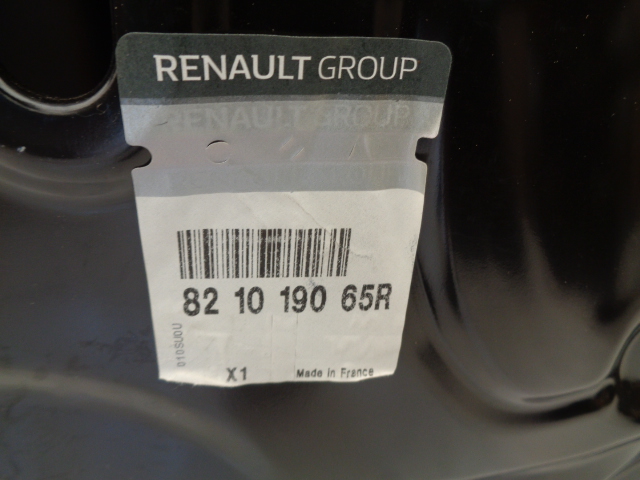 RENAULT GROUP
RENAULT GROUP
82 10 190 65R
010SU0U
X1
Made in France